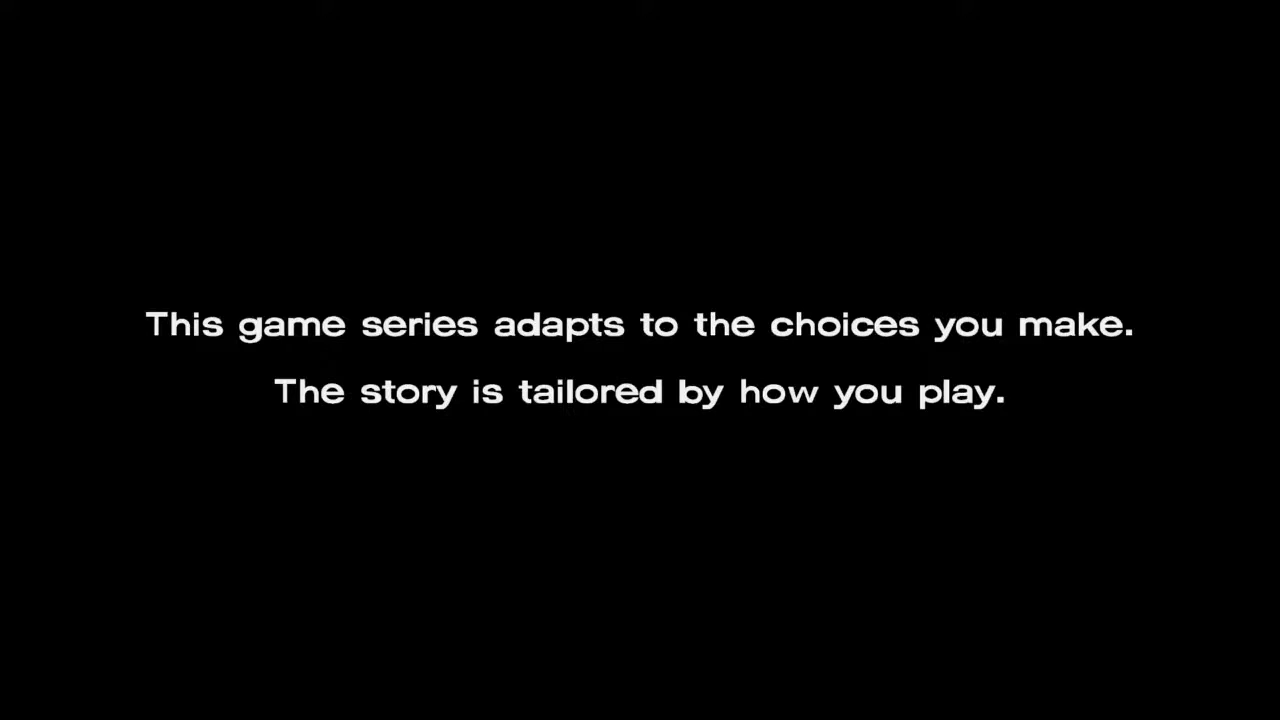 This game series adapts to the choices you make.
The story is tailored by how you play.